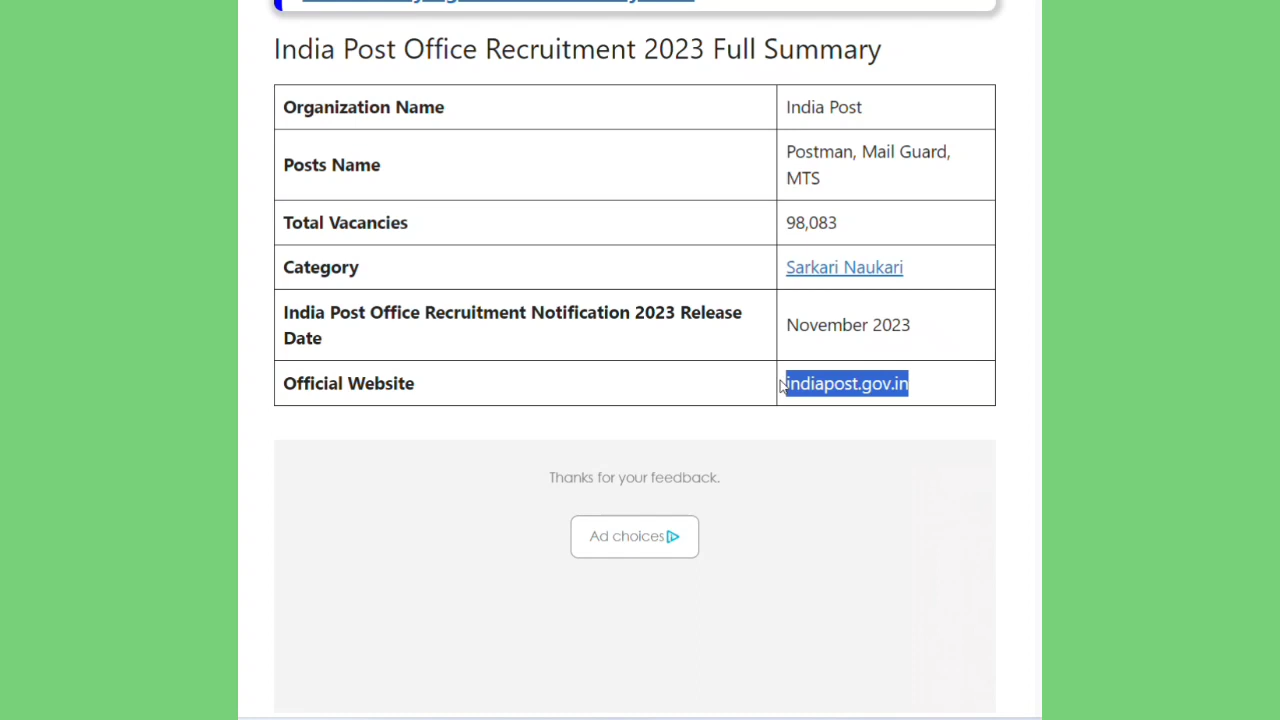 India Post Office Recruitment 2023 Full Summary
Organization Name India Post
Posts Name Postman, Mail Guard,
MTS
Total Vacancies 98,083
Category Sarkari Naukari
India Post Office Recruitment Notification 2023 Release
Date November 2023
Official Website indiapost.gov.in
Thanks for your feedback.
Ad choices